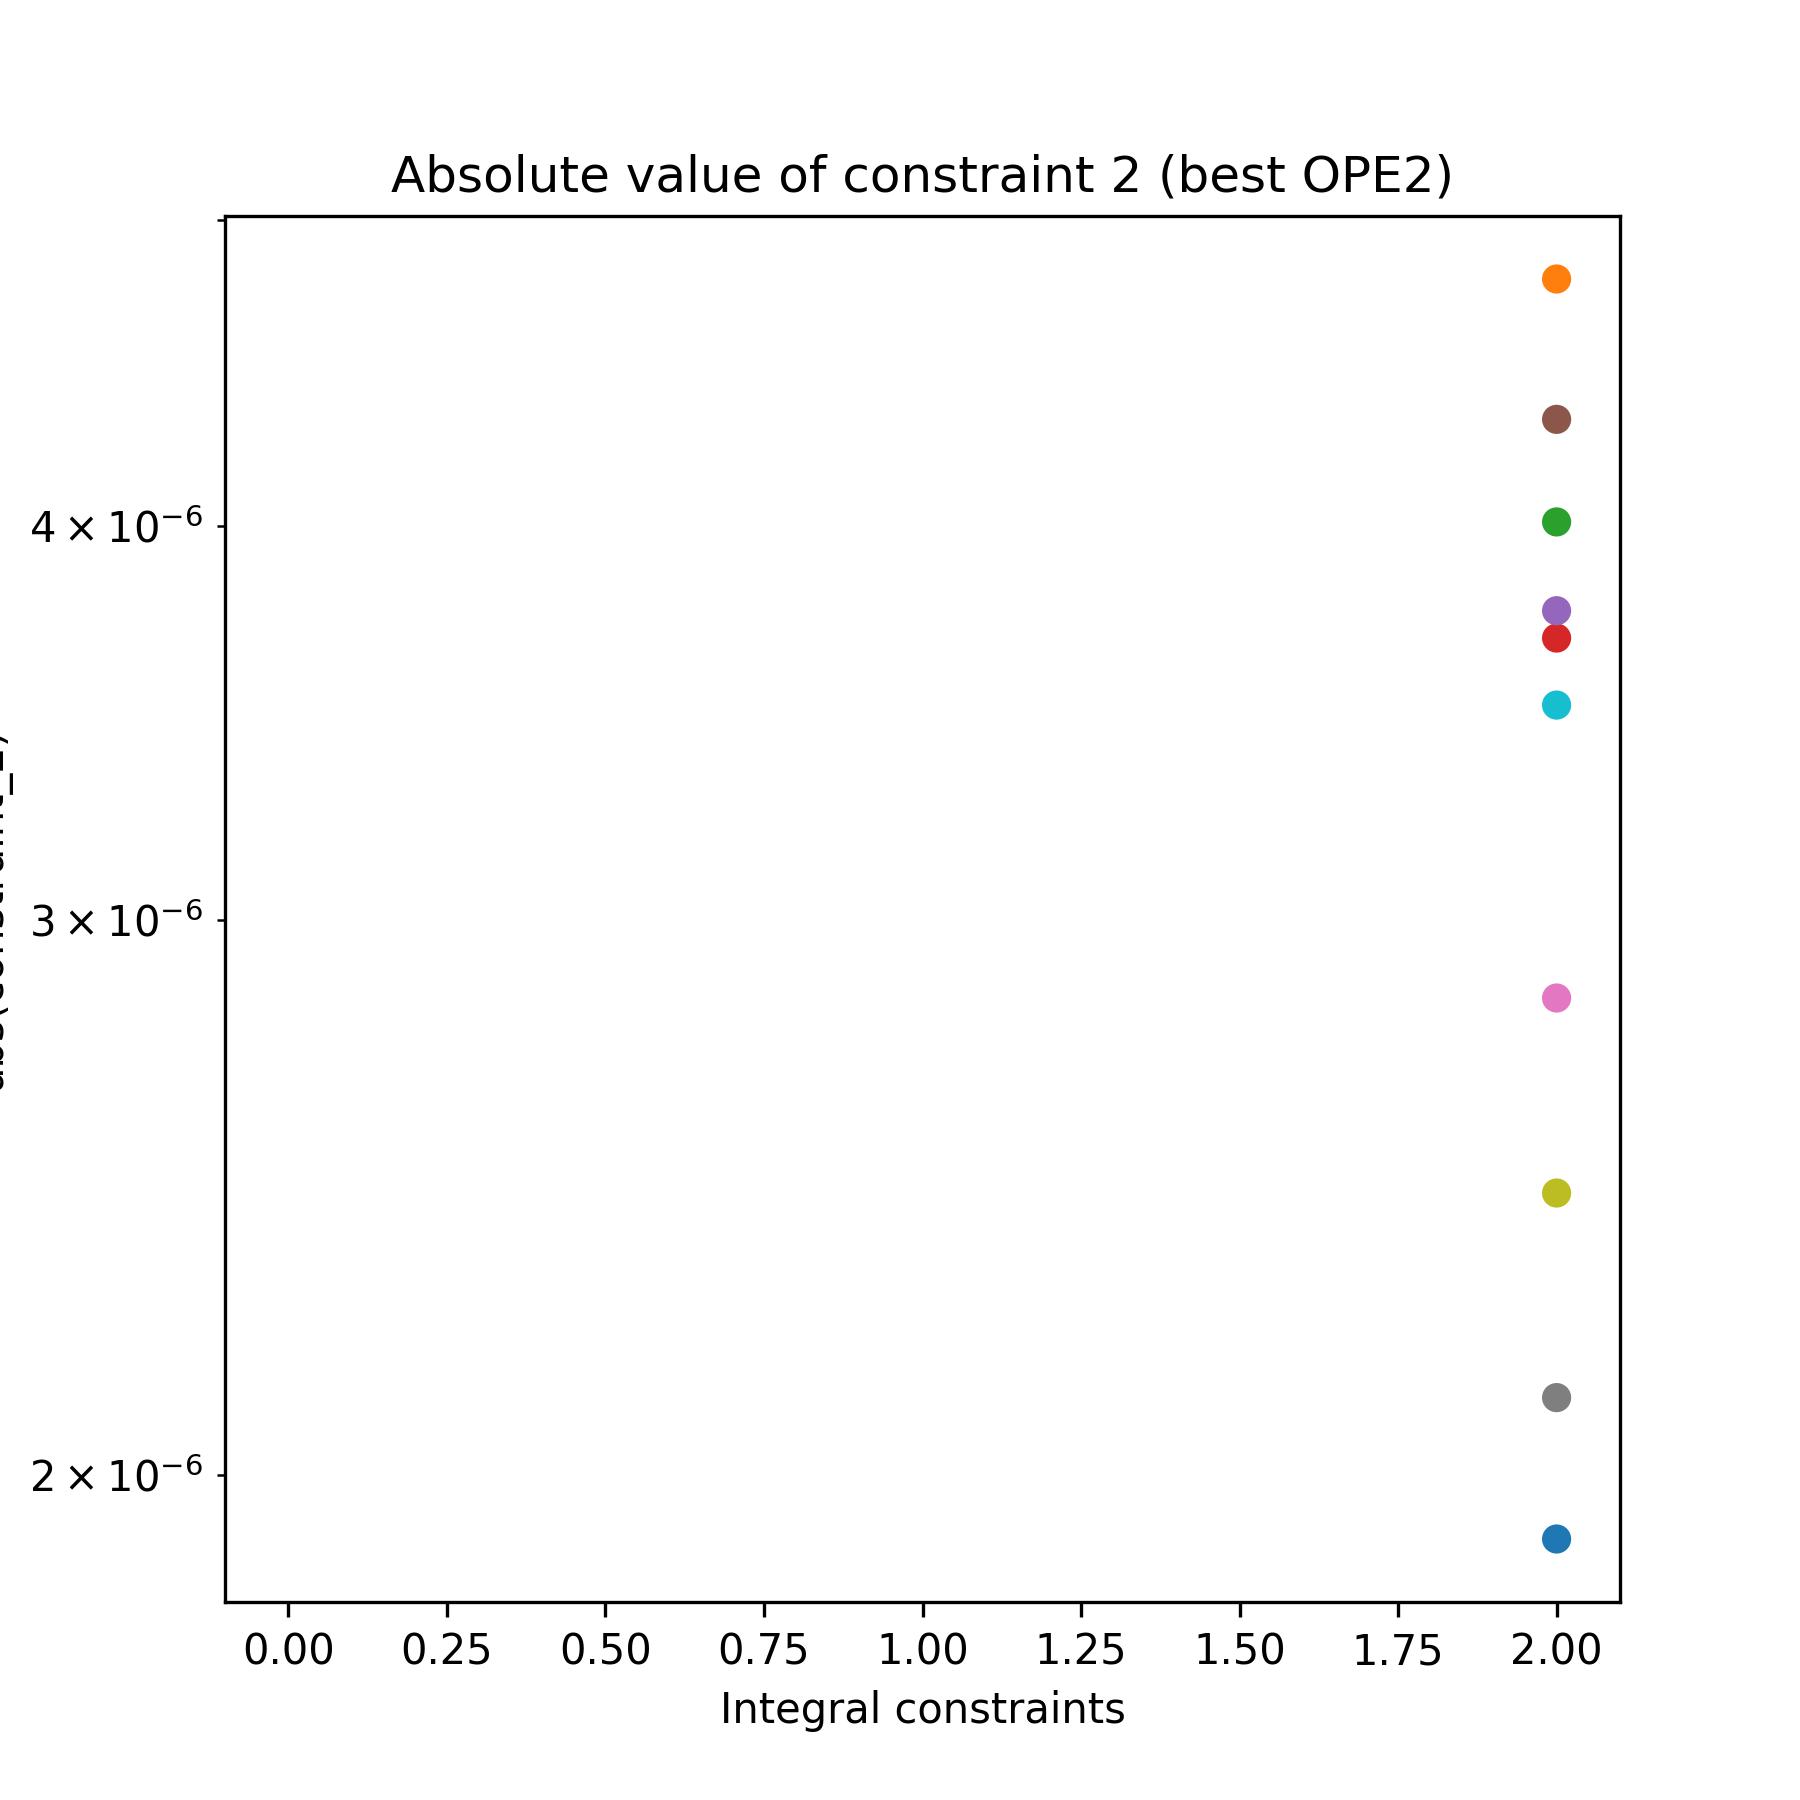 Absolute value of constraint 2 (best OPE2)
4 × 10⁻⁶
3 × 10⁻⁶
2 × 10⁻⁶
0.00 0.25 0.50 0.75 1.00 1.25 1.50 1.75 2.00
Integral constraints